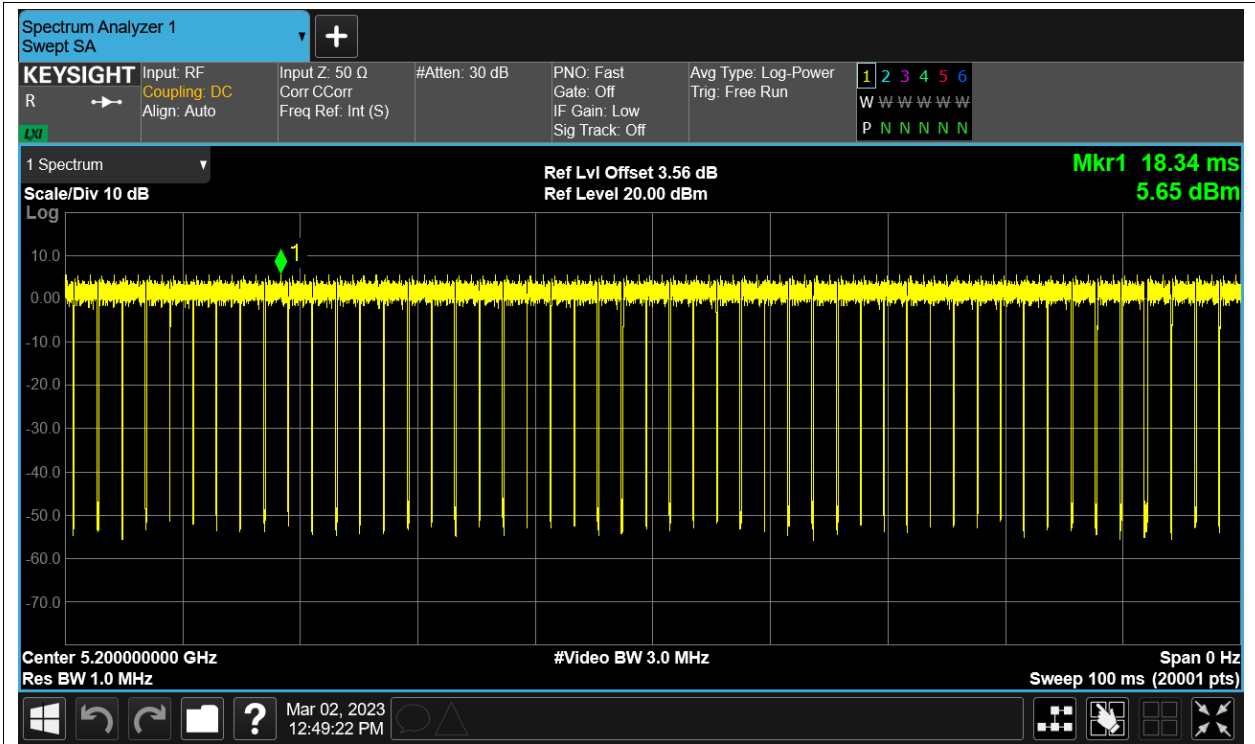 Spectrum Analyzer 1
Swept SA
KEYSIGHT
R
LXI
Input: RF
Coupling: DC
Align: Auto
Input Z: 50 Ω
Corr CCorr
Freq Ref: Int (S)
#Atten: 30 dB
PNO: Fast
Gate: Off
IF Gain: Low
Sig Track: Off
Avg Type: Log-Power
Trig: Free Run
1 2 3 4 5 6
W W W W W W
P N N N N N
1 Spectrum
Scale/Div 10 dB
Log
Ref Lvl Offset 3.56 dB
Ref Level 20.00 dBm
Mkr1 18.34 ms
5.65 dBm
1
10.0
0.00
-10.0
-20.0
-30.0
-40.0
-50.0
-60.0
-70.0
Center 5.200000000 GHz
Res BW 1.0 MHz
#Video BW 3.0 MHz
Span 0 Hz
Sweep 100 ms (20001 pts)
?
Mar 02, 2023
12:49:22 PM